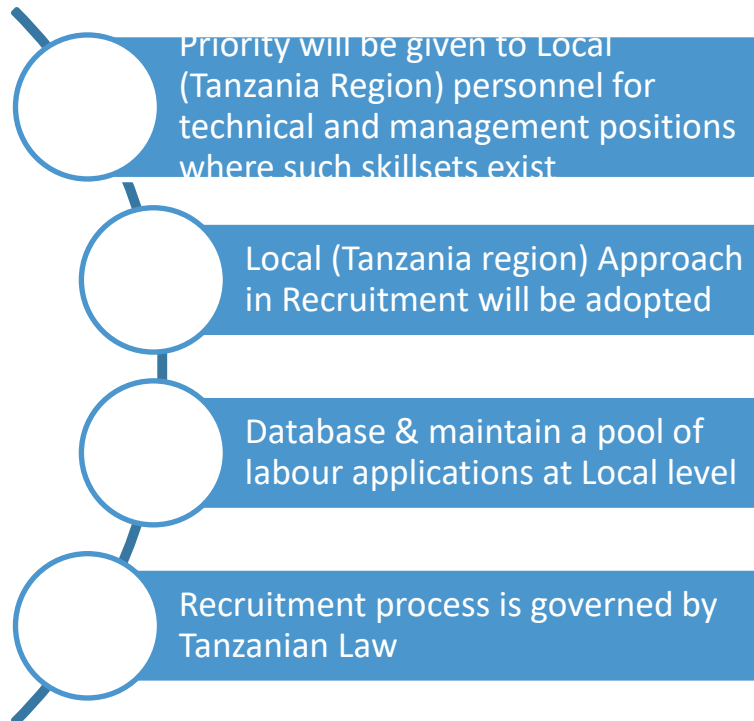 Priority will be given to Local
(Tanzania Region) personnel for
technical and management positions
where such skillsets exist
Local (Tanzania region) Approach
in Recruitment will be adopted
Database & maintain a pool of
labour applications at Local level
Recruitment process is governed by
Tanzanian Law